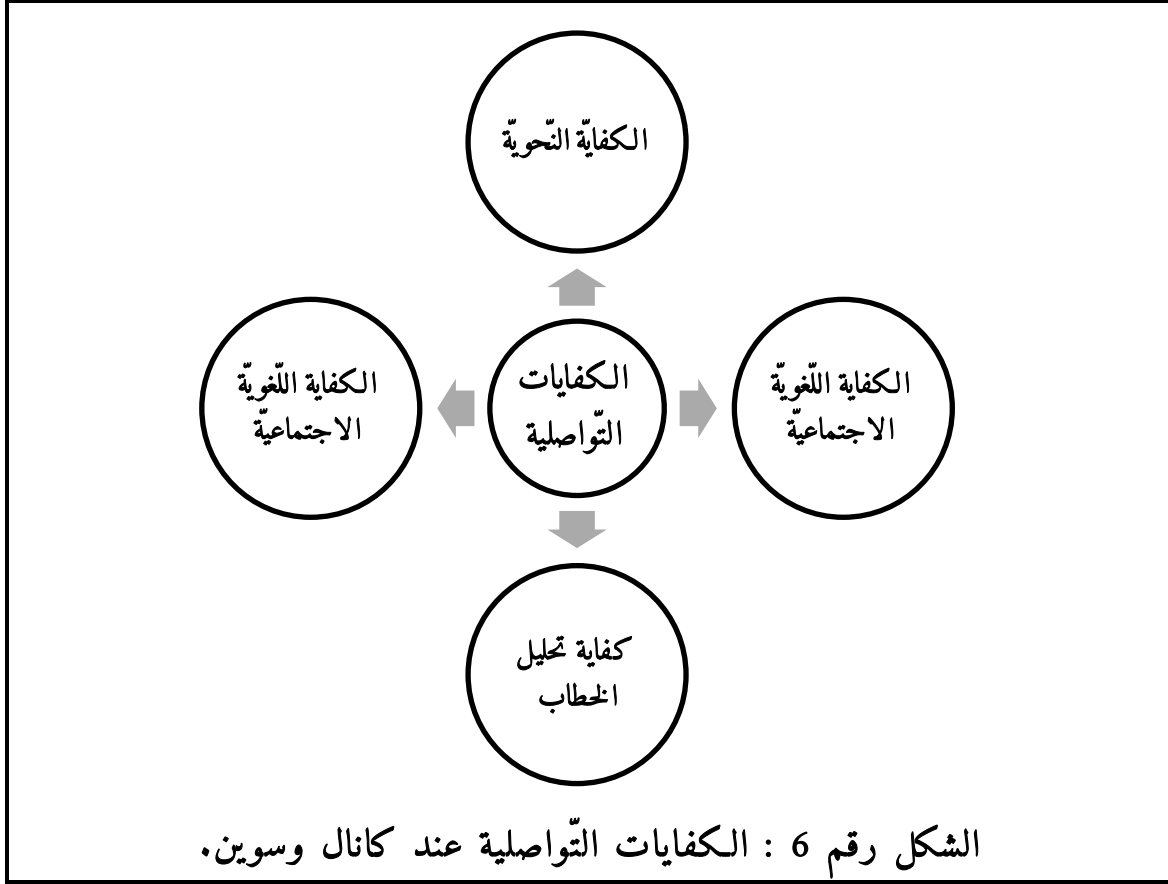 الكفايّة النّحويّة
الكفاية اللّغويّة
الاجتماعيّة
الكفايات
التّواصلية
الكفاية اللّغويّة
الاجتماعيّة
كفاية تحليل
الخطاب
الشكل رقم 6 : الكفايات التّواصلية عند كانال وسوين.